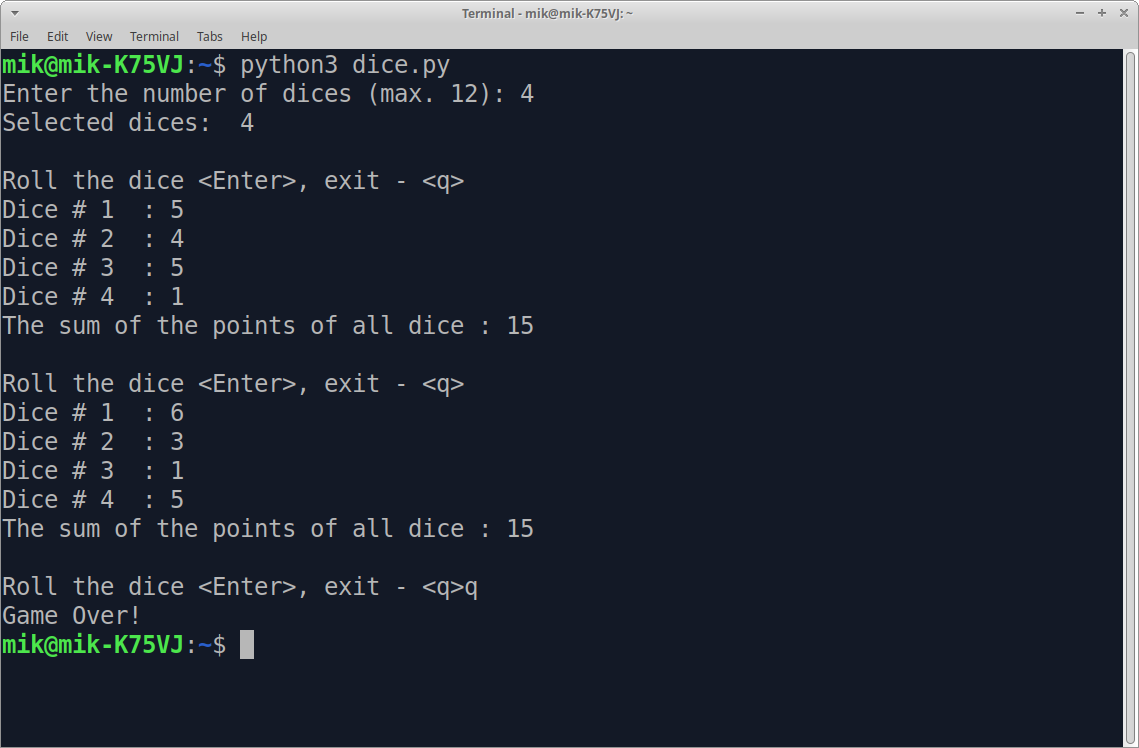 Terminal - mik@mik-K75VJ: ~
File Edit View Terminal Tabs Help
mik@mik-K75VJ:~$ python3 dice.py
Enter the number of dices (max. 12): 4
Selected dices:  4

Roll the dice <Enter>, exit - <q>
Dice # 1  : 5
Dice # 2  : 4
Dice # 3  : 5
Dice # 4  : 1
The sum of the points of all dice : 15

Roll the dice <Enter>, exit - <q>
Dice # 1  : 6
Dice # 2  : 3
Dice # 3  : 1
Dice # 4  : 5
The sum of the points of all dice : 15

Roll the dice <Enter>, exit - <q>q
Game Over!
mik@mik-K75VJ:~$